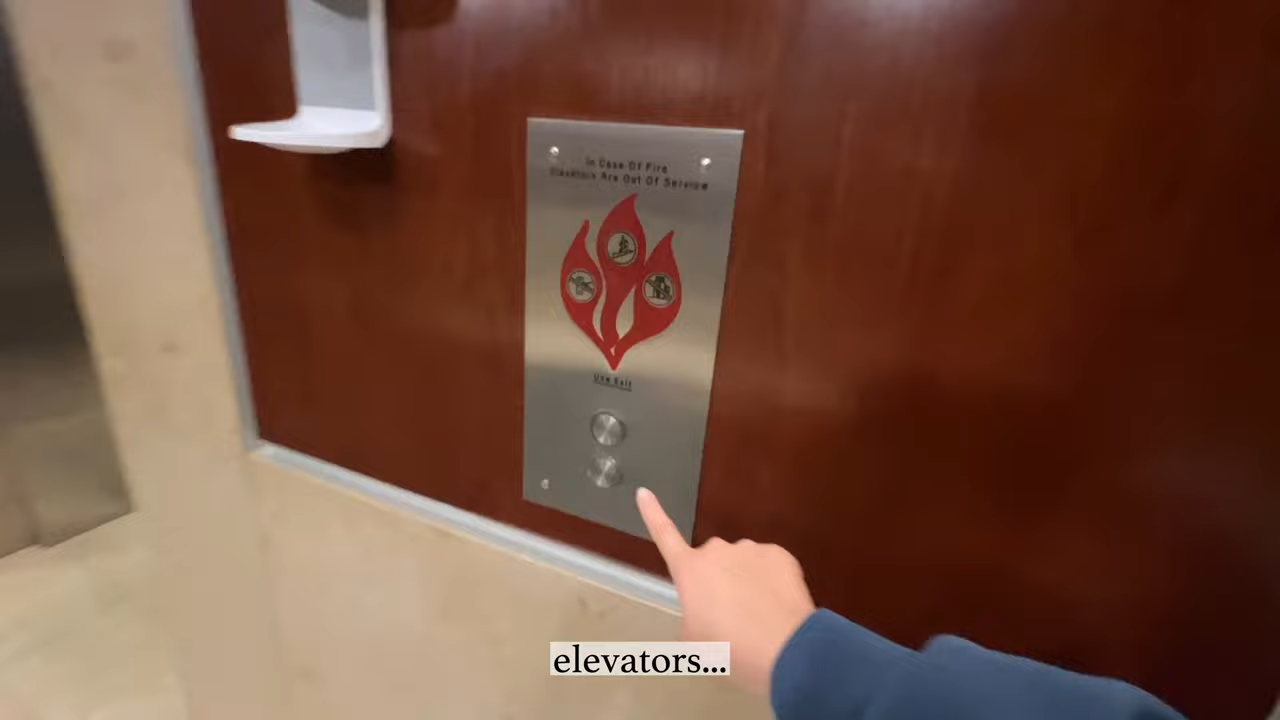 In Case Of Fire
Elevators Are Out Of Service
Use Exit
elevators...